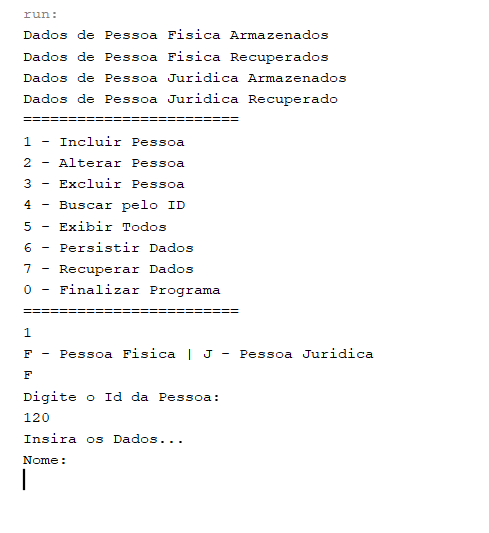 run:
Dados de Pessoa Fisica Armazenados
Dados de Pessoa Fisica Recuperados
Dados de Pessoa Juridica Armazenados
Dados de Pessoa Juridica Recuperado
========================
1 - Incluir Pessoa
2 - Alterar Pessoa
3 - Excluir Pessoa
4 - Buscar pelo ID
5 - Exibir Todos
6 - Persistir Dados
7 - Recuperar Dados
0 - Finalizar Programa
========================
1
F - Pessoa Fisica | J - Pessoa Juridica
F
Digite o Id da Pessoa:
120
Insira os Dados...
Nome: